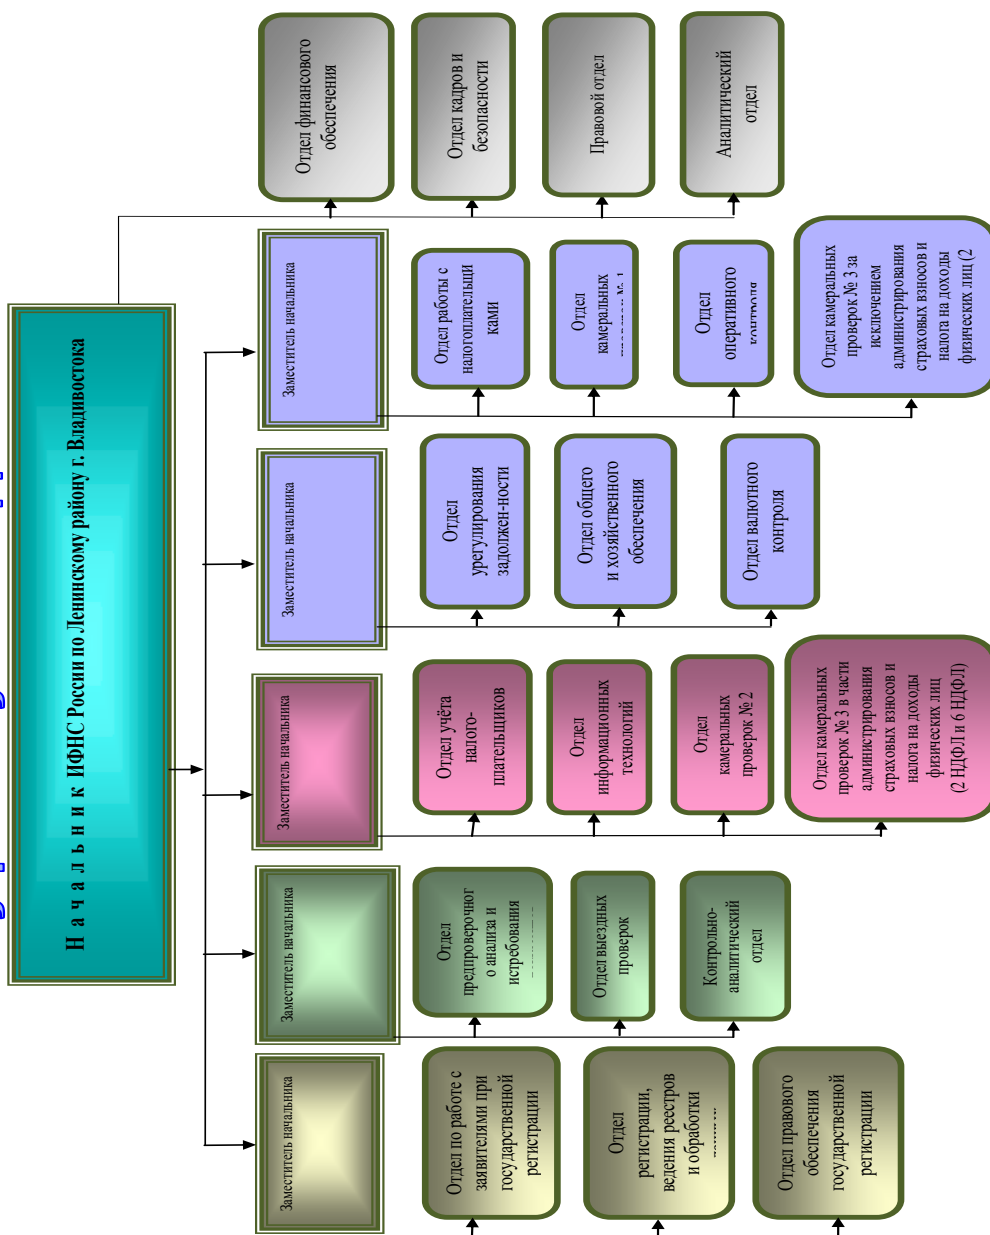 Н а ч а л ь н и к ИФНС России по Ленинскому району г. Владивостока
Заместитель начальника
Заместитель начальника
Заместитель начальника
Заместитель начальника
Заместитель начальника
Отдел по работе с
заявителями при
государственной
регистрации
Отдел
регистрации,
ведения реестров
и обработки
Отдел правового
обеспечения
государственной
регистрации
Отдел
предпроверочног
о анализа и
истребования
Отдел выездных
проверок
Контрольно-
аналитический
отдел
Отдел учёта
налого-
плательщиков
Отдел
информационных
технологий
Отдел
камеральных
проверок № 2
Отдел камеральных
проверок № 3 в части
администрирования
страховых взносов и
налога на доходы
физических лиц
(2 НДФЛ и 6 НДФЛ)
Отдел
урегулирования
задолжен-ности
Отдел общего
и хозяйственного
обеспечения
Отдел валютного
контроля
Отдел работы с
налогоплательщи
ками
Отдел
камеральных
проверок № 1
Отдел
оперативного
контроля
Отдел камеральных
проверок № 3 за
исключением
администрирования
страховых взносов и
налога на доходы
физических лиц (2
Отдел финансового
обеспечения
Отдел кадров и
безопасности
Правовой отдел
Аналитический
отдел